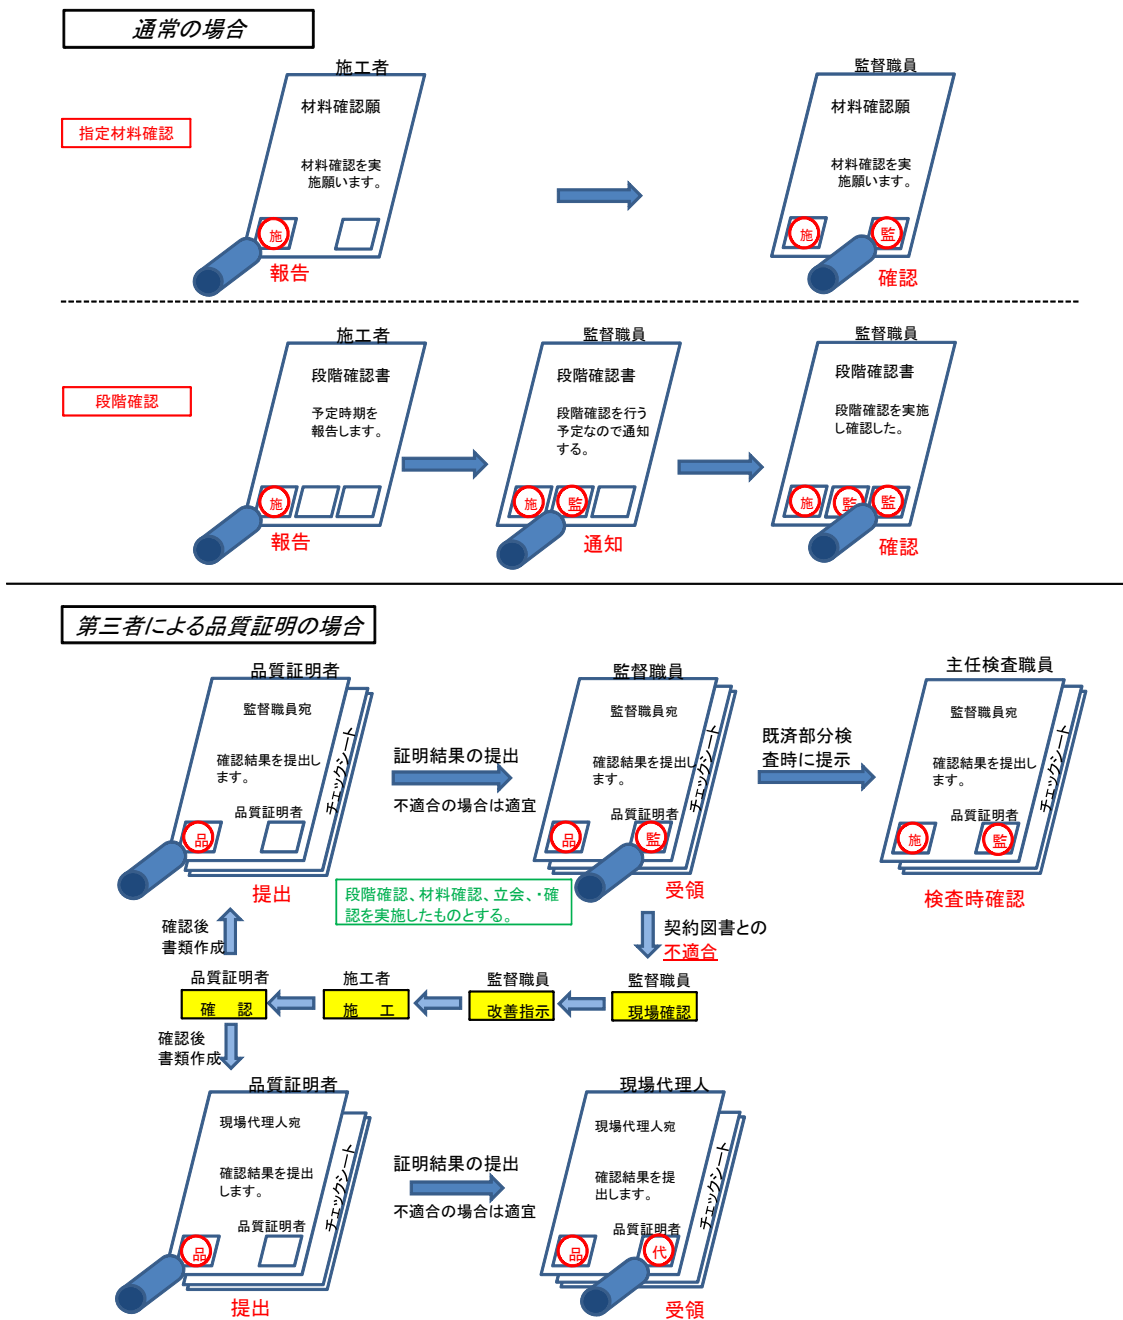 通常の場合
施工者
監督職員
材料確認願
材料確認願
指定材料確認
材料確認を実
施願います。
材料確認を実
施願います。
施
施
監
報告
確認
施工者
監督職員
監督職員
段階確認書
段階確認書
段階確認書
段階確認
予定時期を
報告します。
段階確認を行う
予定なので通知
する。
段階確認を実施
し確認した。
施
施
監
施
監
監
報告
通知
確認
第三者による品質証明の場合
品質証明者
監督職員
主任検査職員
監督職員宛
監督職員宛
監督職員宛
確認結果を提出し
ます。
証明結果の提出
不適合の場合は適宜
確認結果を提出し
ます。
既済部分検
査時に提示
確認結果を提出し
ます。
チェックシート
チェックシート
チェックシート
品質証明者
品質証明者
品質証明者
品
品
監
施
監
提出
段階確認、材料確認、立会、・確
認を実施したものとする。
受領
検査時確認
確認後
書類作成
契約図書との
不適合
品質証明者
施工者
監督職員
監督職員
確 認
施 工
改善指示
現場確認
確認後
書類作成
品質証明者
現場代理人
現場代理人宛
現場代理人宛
確認結果を提出
します。
証明結果の提出
不適合の場合は適宜
確認結果を提
出します。
チェックシート
チェックシート
品質証明者
品質証明者
品
品
代
提出
受領